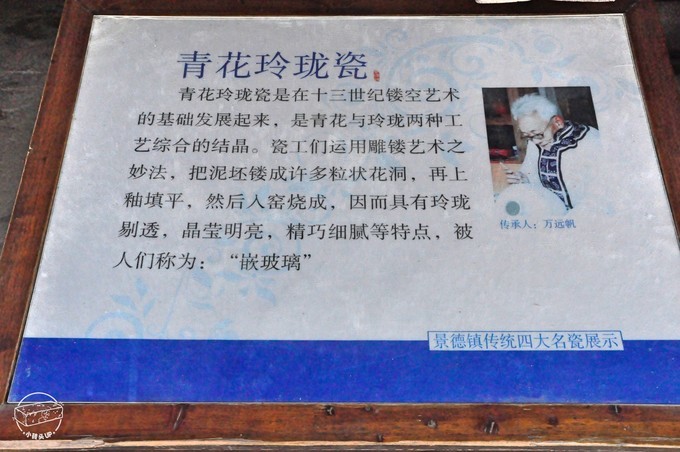 青花玲珑瓷
青花玲珑瓷是在十三世纪镂空艺术
的基础发展起来，是青花与玲珑两种工
艺综合的结晶。瓷工们运用雕镂艺术之
妙法，把泥坯镂成许多粒状花洞，再上
釉填平，然后入窑烧成，因而具有玲珑
剔透，晶莹明亮，精巧细腻等特点，被
人们称为：“嵌玻璃”
传承人：万远帆
景德镇传统四大名瓷展示